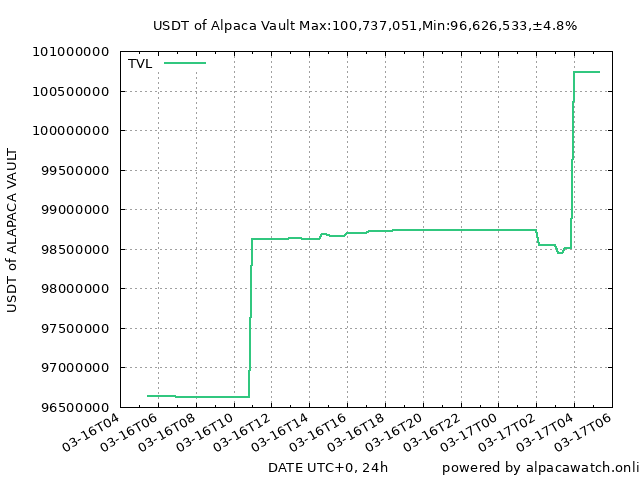 USDT of Alpaca Vault Max:100,737,051,Min:96,626,533,±4.8%
TVL
101000000
100500000
100000000
99500000
99000000
98500000
98000000
97500000
97000000
96500000
USDT of ALAPACA VAULT
03-16T04
03-16T06
03-16T08
03-16T10
03-16T12
03-16T14
03-16T16
03-16T18
03-16T20
03-16T22
03-17T00
03-17T02
03-17T04
03-17T06
DATE UTC+0, 24h
powered by alpacawatch.onli